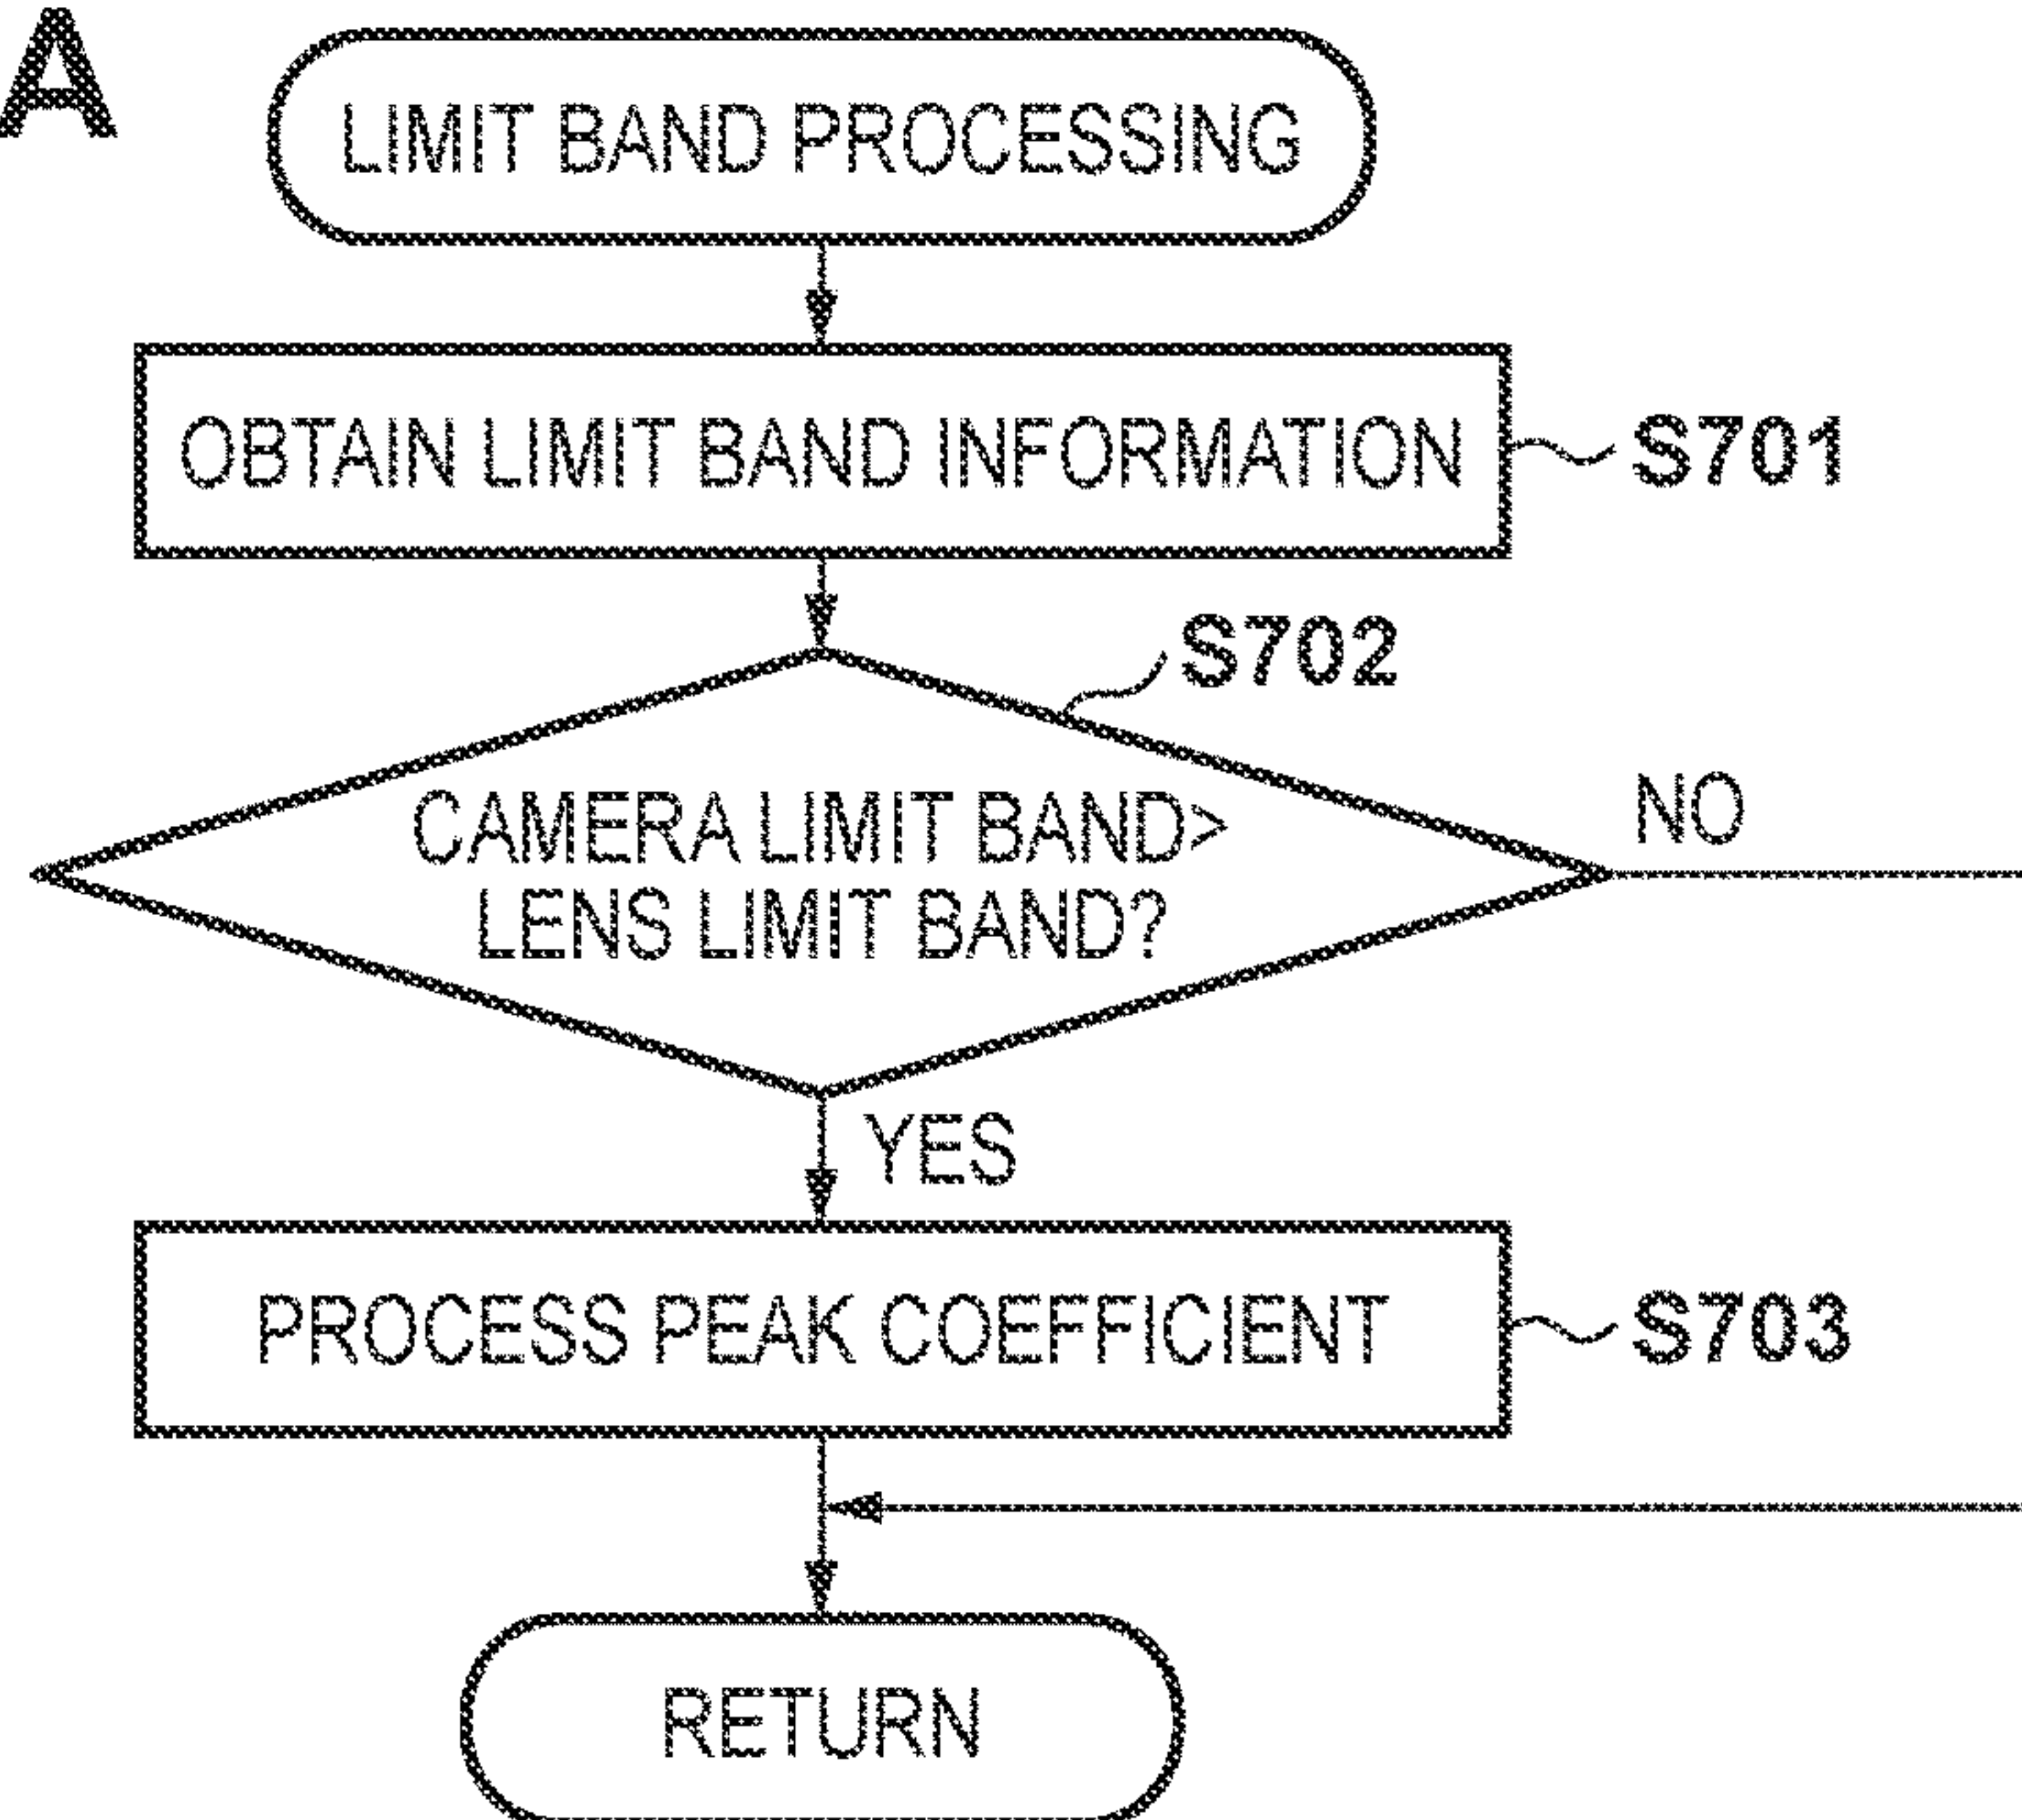 A
LIMIT BAND PROCESSING
OBTAIN LIMIT BAND INFORMATION
S701
S702
CAMERA LIMIT BAND>
LENS LIMIT BAND?
NO
YES
PROCESS PEAK COEFFICIENT
S703
RETURN